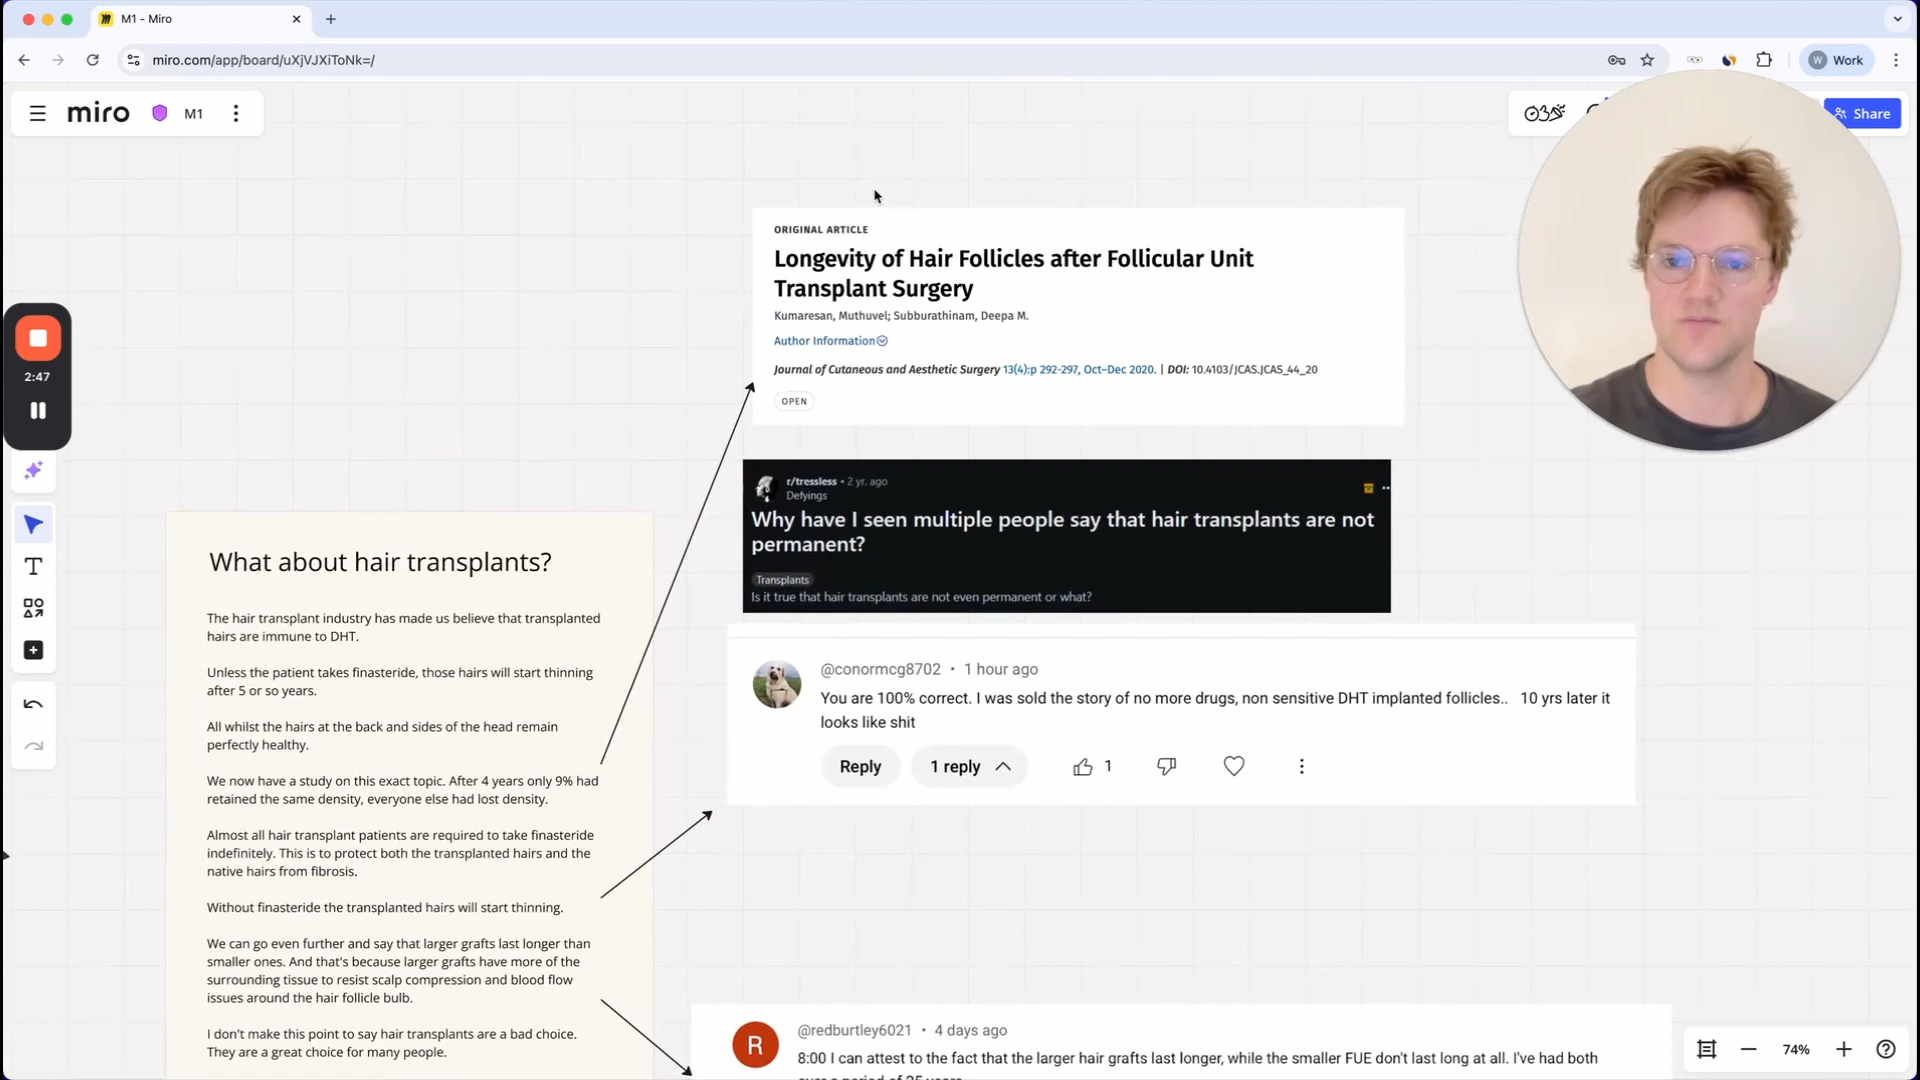 M1 - Miro
miro.com/app/board/uXjVJXiToNk=/
W Work
miro
M1
Share
2:47
ORIGINAL ARTICLE
Longevity of Hair Follicles after Follicular Unit
Transplant Surgery
Kumaresan, Muthuvel; Subburathinam, Deepa M.
Author Information
Journal of Cutaneous and Aesthetic Surgery 13(4):p 292-297, Oct–Dec 2020. | DOI: 10.4103/JCAS.JCAS_44_20
OPEN
r/tressless • 2 yr. ago
Defyings
Why have I seen multiple people say that hair transplants are not
permanent?
Transplants
Is it true that hair transplants are not even permanent or what?
@conormcg8702 • 1 hour ago
You are 100% correct. I was sold the story of no more drugs, non sensitive DHT implanted follicles.. 10 yrs later it
looks like shit
Reply
1 reply
1
What about hair transplants?
The hair transplant industry has made us believe that transplanted
hairs are immune to DHT.
Unless the patient takes finasteride, those hairs will start thinning
after 5 or so years.
All whilst the hairs at the back and sides of the head remain
perfectly healthy.
We now have a study on this exact topic. After 4 years only 9% had
retained the same density, everyone else had lost density.
Almost all hair transplant patients are required to take finasteride
indefinitely. This is to protect both the transplanted hairs and the
native hairs from fibrosis.
Without finasteride the transplanted hairs will start thinning.
We can go even further and say that larger grafts last longer than
smaller ones. And that's because larger grafts have more of the
surrounding tissue to resist scalp compression and blood flow
issues around the hair follicle bulb.
I don't make this point to say hair transplants are a bad choice.
They are a great choice for many people.
R
@redburtley6021 • 4 days ago
8:00 I can attest to the fact that the larger hair grafts last longer, while the smaller FUE don't last long at all. I've had both
74%